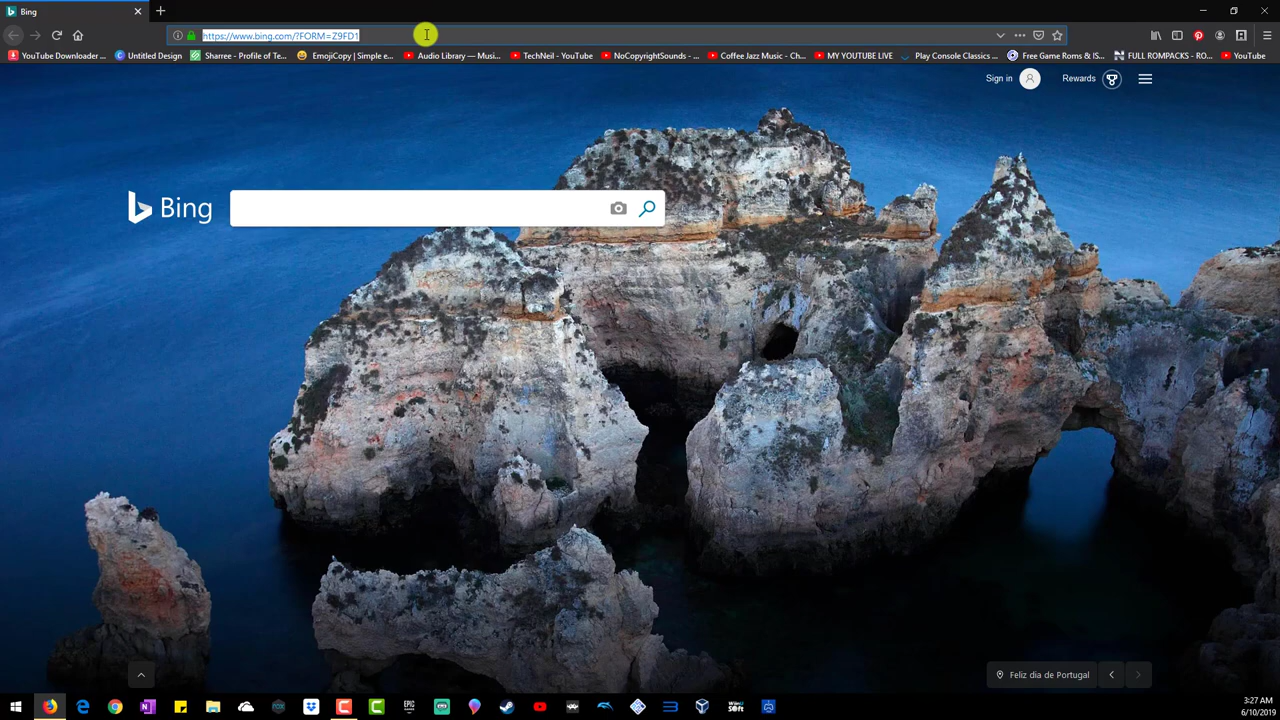 Bing
https://www.bing.com/?FORM=Z9FD1
YouTube Downloader ...
Untitled Design
Sharree - Profile of Te...
EmojiCopy | Simple e...
Audio Library — Musi...
TechNeil - YouTube
NoCopyrightSounds - ...
Coffee Jazz Music - Ch...
MY YOUTUBE LIVE
Play Console Classics ...
Free Game Roms & IS...
FULL ROMPACKS - RO...
YouTube
Sign in
Rewards
Bing
Feliz dia de Portugal
EPIC
3:27 AM
6/10/2019